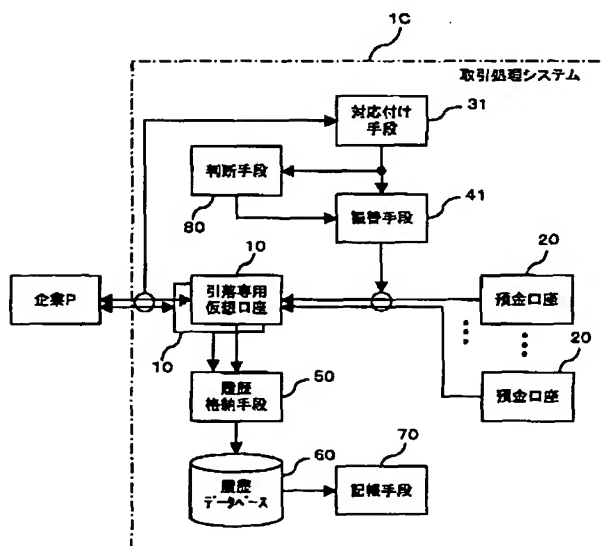 1C
取引処理システム
対応付け
手段
31
判断手段
80
振替手段
41
企業P
10
引落専用
仮想口座
10
20
預金口座
20
預金口座
履歴
格納手段
50
履歴
データベース
60
記帳手段
70